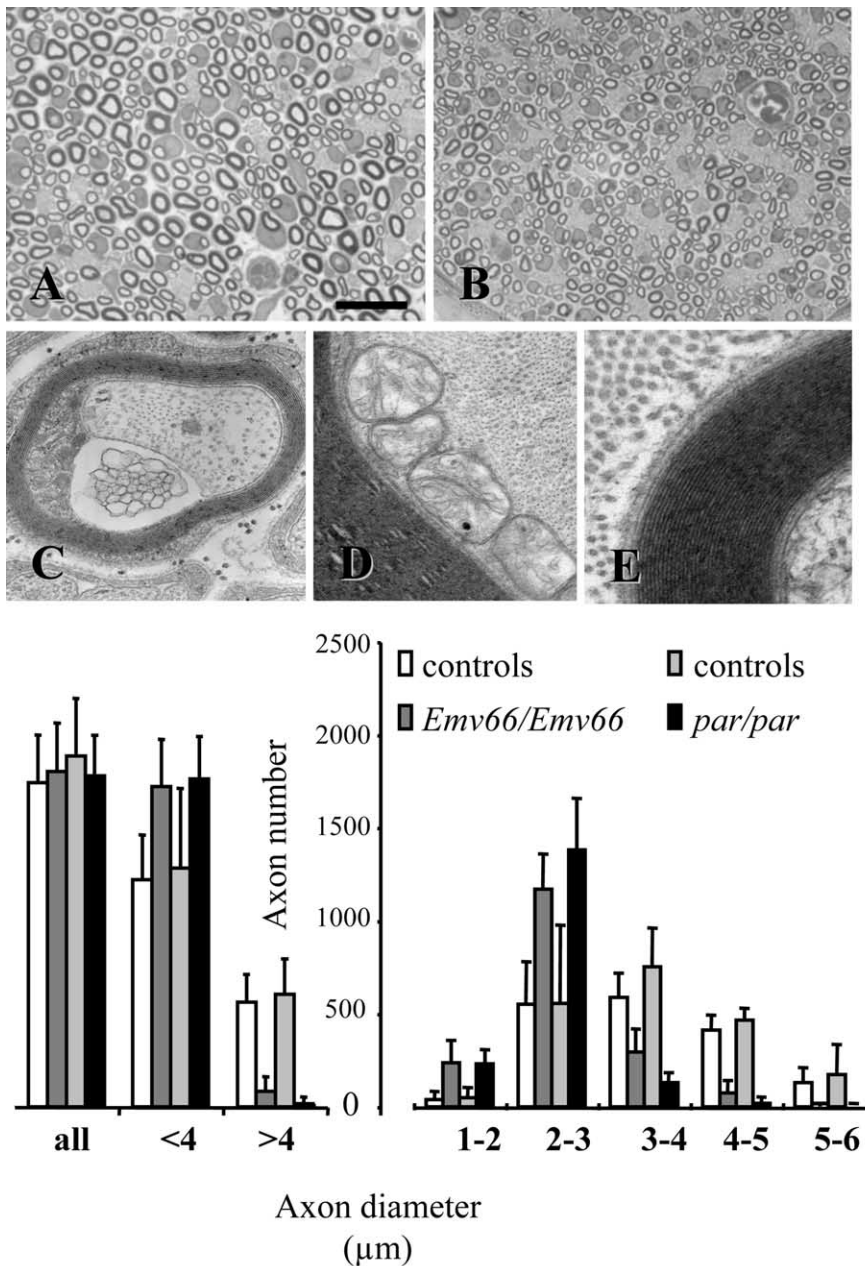 A
B
C
D
E
2500
2000
1500
1000
500
0
Axon number
controls
controls
Emv66/Emv66
par/par
all
<4
>4
1-2
2-3
3-4
4-5
5-6
Axon diameter
(µm)